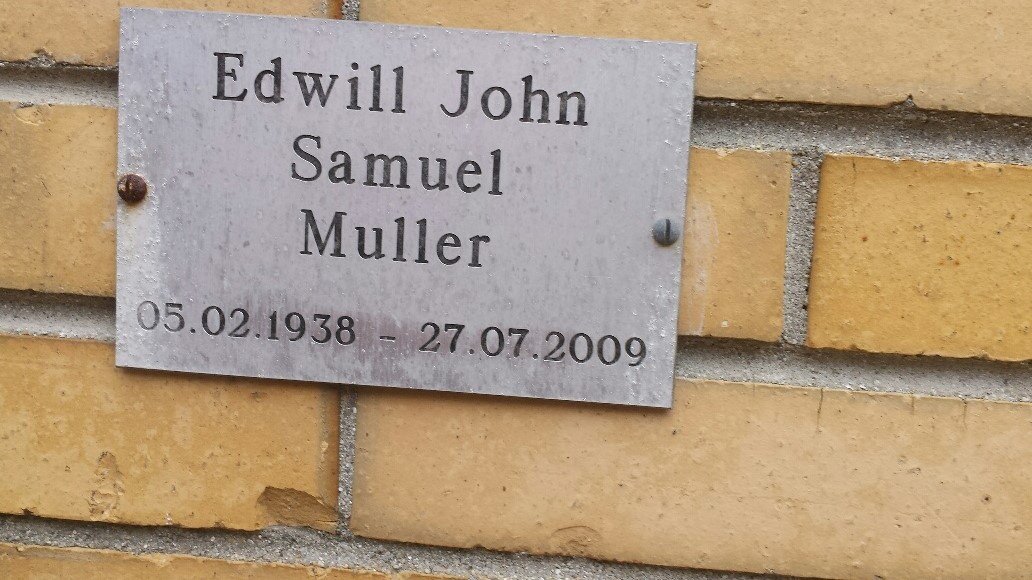 Edwill John
Samuel
Muller
05.02.1938 - 27.07.2009